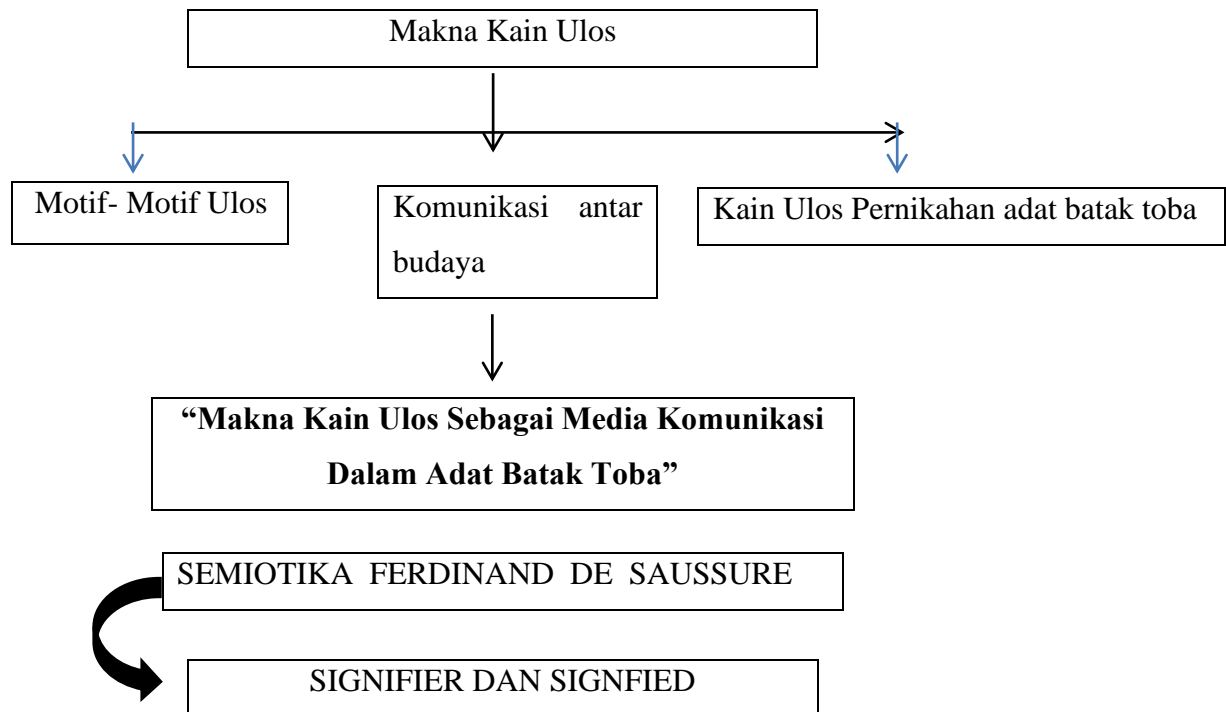 Makna Kain Ulos
Motif- Motif Ulos
Komunikasi antar
budaya
Kain Ulos Pernikahan adat batak toba
“Makna Kain Ulos Sebagai Media Komunikasi
Dalam Adat Batak Toba”
SEMIOTIKA FERDINAND DE SAUSSURE
SIGNIFIER DAN SIGNFIED